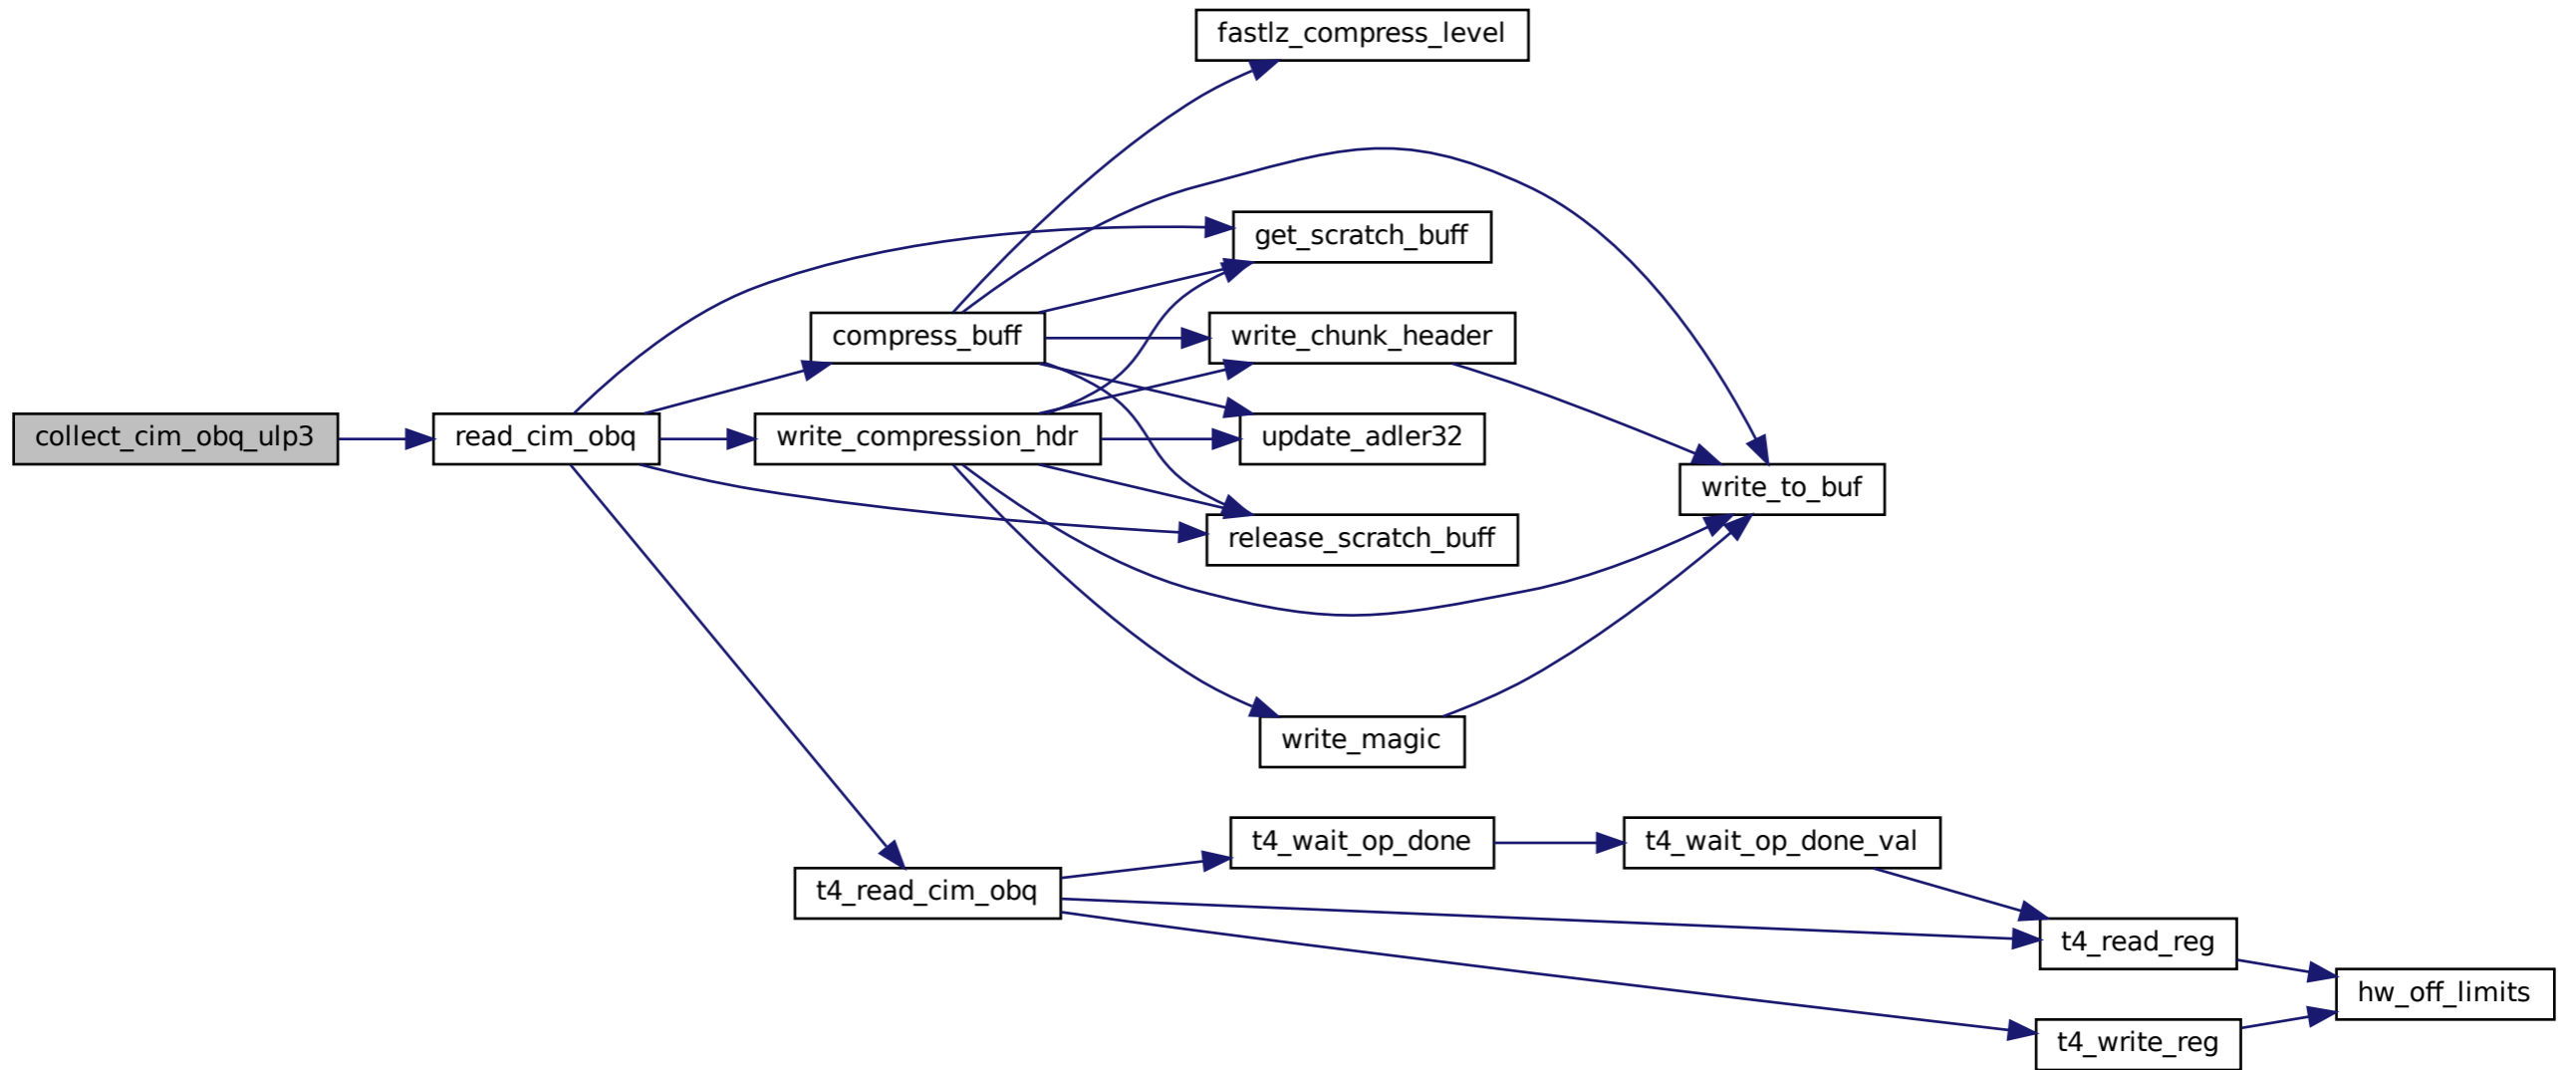 fastlz_compress_level
get_scratch_buff
compress_buff
write_chunk_header
collect_cim_obq_ulp3
read_cim_obq
write_compression_hdr
update_adler32
write_to_buf
release_scratch_buff
write_magic
t4_wait_op_done
t4_wait_op_done_val
t4_read_cim_obq
t4_read_reg
hw_off_limits
t4_write_reg